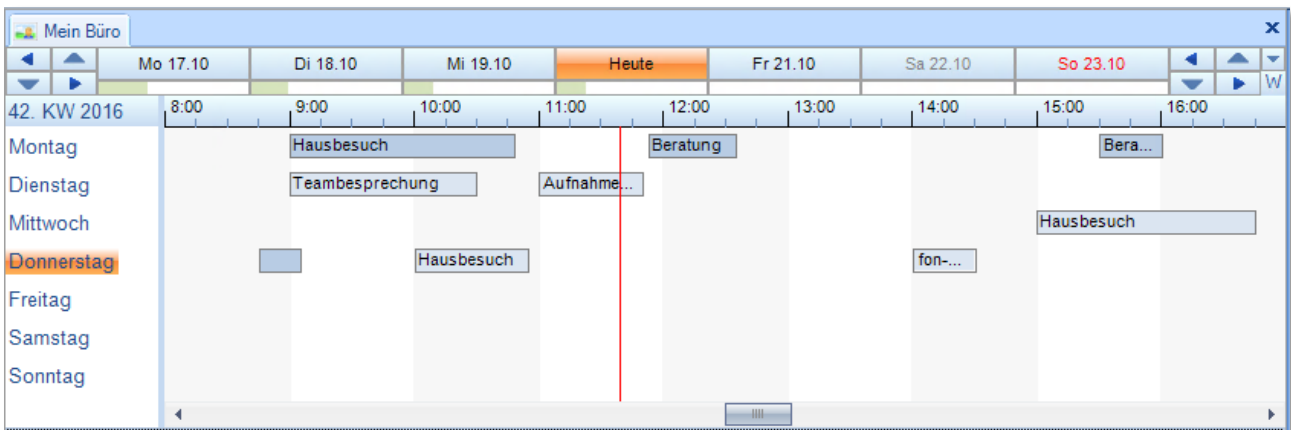 Mein Büro
Mo 17.10 Di 18.10 Mi 19.10 Heute Fr 21.10 Sa 22.10 So 23.10
W
42. KW 2016 8:00 9:00 10:00 11:00 12:00 13:00 14:00 15:00 16:00
Montag Hausbesuch Beratung Bera...
Dienstag Teambesprechung Aufnahme...
Mittwoch Hausbesuch
Donnerstag Hausbesuch fon-...
Freitag
Samstag
Sonntag